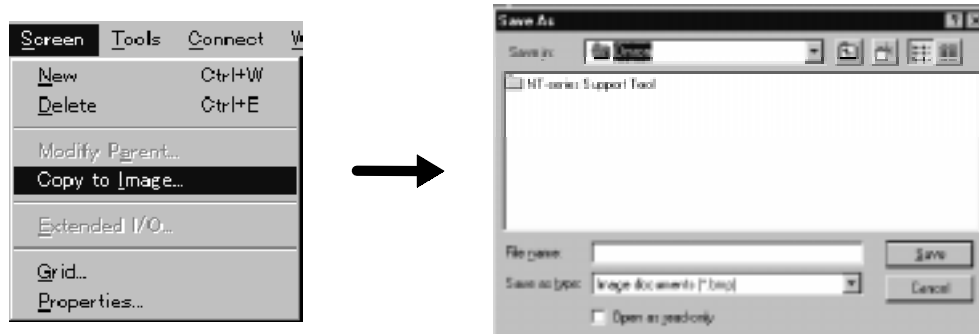 Screen Tools Connect W
New Ctrl+W
Delete Ctrl+E
Modify Parent...
Copy to Image...
Extended I/O...
Grid...
Properties...
Save As
Save in: Omron
NT-series Support Tool
File name: Save
Save as type: Image documents (*.bmp) Cancel
Open as read-only